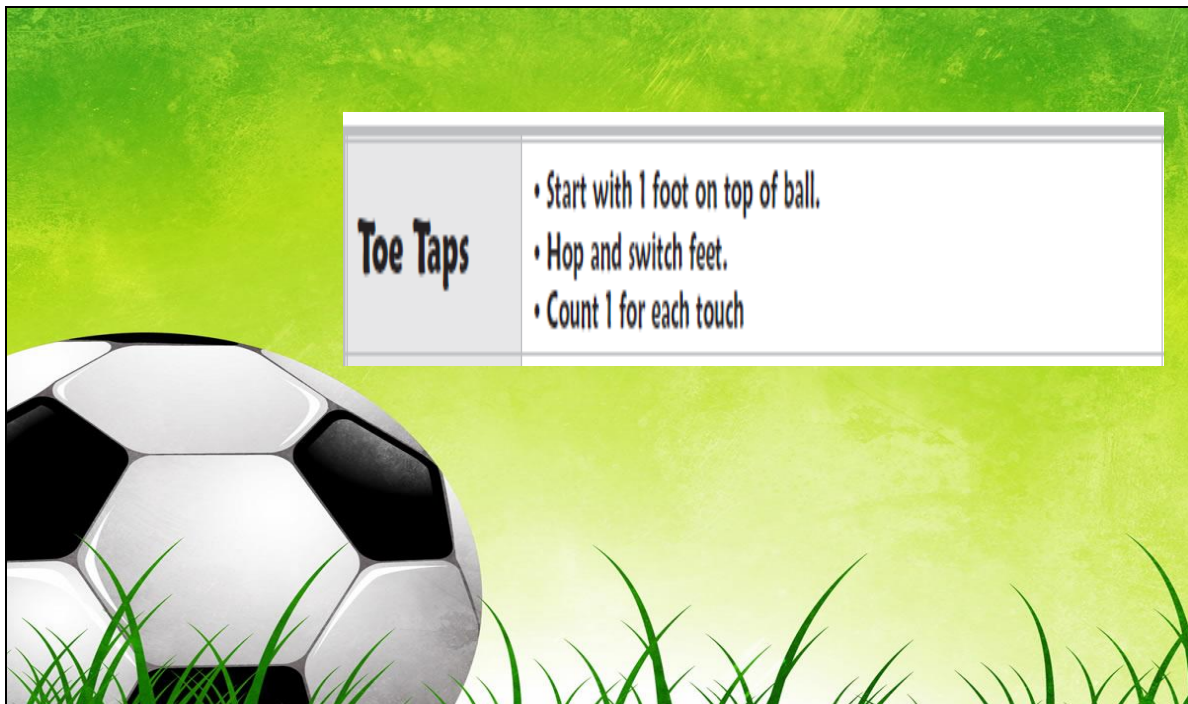 Toe Taps
• Start with 1 foot on top of ball.
• Hop and switch feet.
• Count 1 for each touch